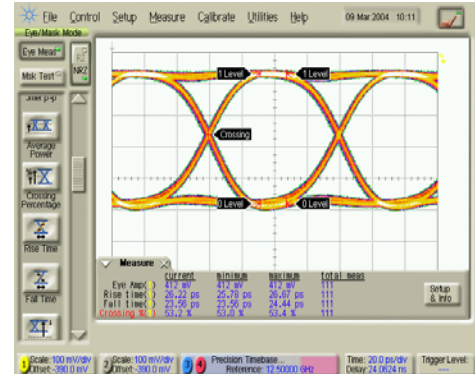 File Control Setup Measure Calibrate Utilities Help 09 Mar 2004 10:11
Eye/Mask Mode
Eye Meas
RZ
NRZ
Msk Test
Jitter p-p
Average
Power
Crossing
Percentage
Rise Time
Fall Time
1 Level 1 Level
Crossing
0 Level 0 Level
Measure
current minimum maximum total meas
Eye Amp( ) 412 mV 412 mV 412 mV 111
Rise time( ) 26.22 ps 25.78 ps 26.67 ps 111
Fall time( ) 23.56 ps 23.56 ps 24.44 ps 111
Crossing %( ) 53.2 % 53.0 % 53.4 % 111
Setup
& Info
1 Scale: 100 mV/div 2 Scale: 100 mV/div 3 4 Precision Timebase... Time: 20.0 ps/div Trigger Level:
Offset: -390.0 mV Offset: -390.0 mV Reference: 12.50000 GHz Delay: 24.0624 ns ---